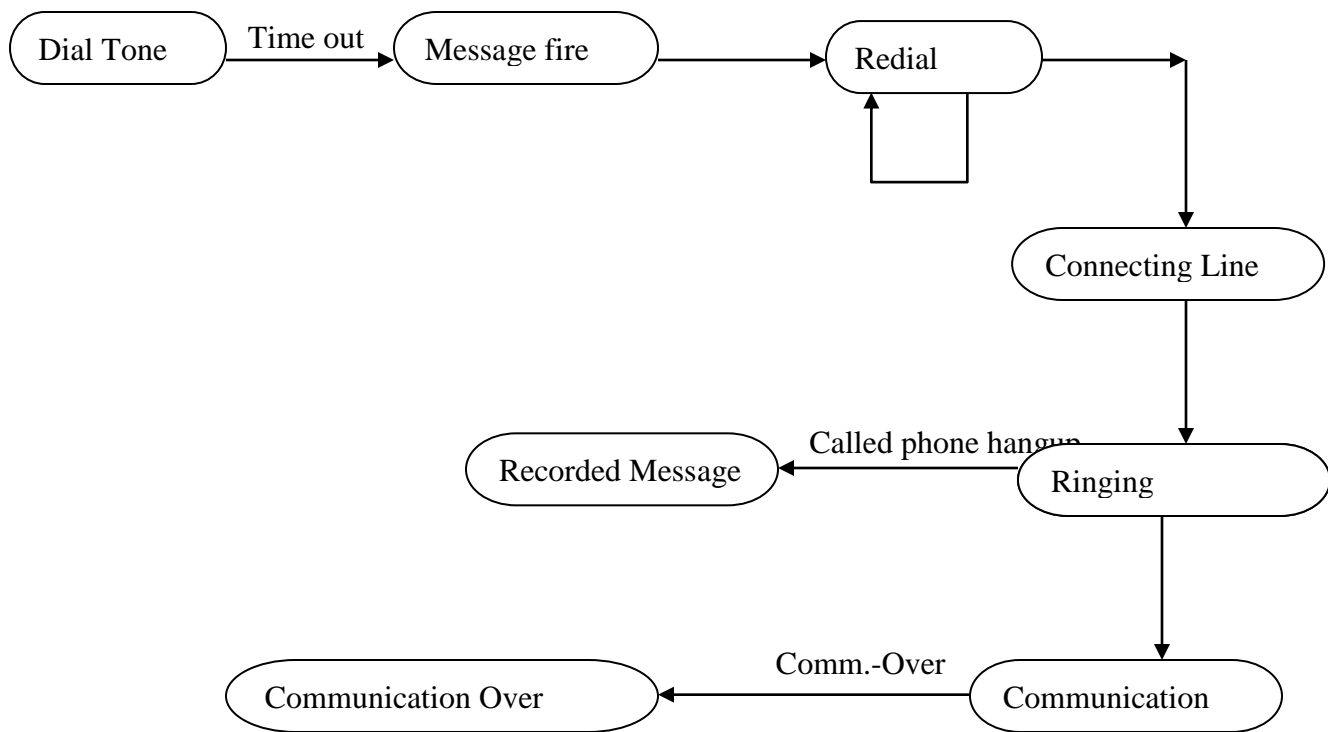 Dial Tone
Time out
Message fire
Redial
Connecting Line
Called phone hangup
Recorded Message
Ringing
Comm.-Over
Communication Over
Communication